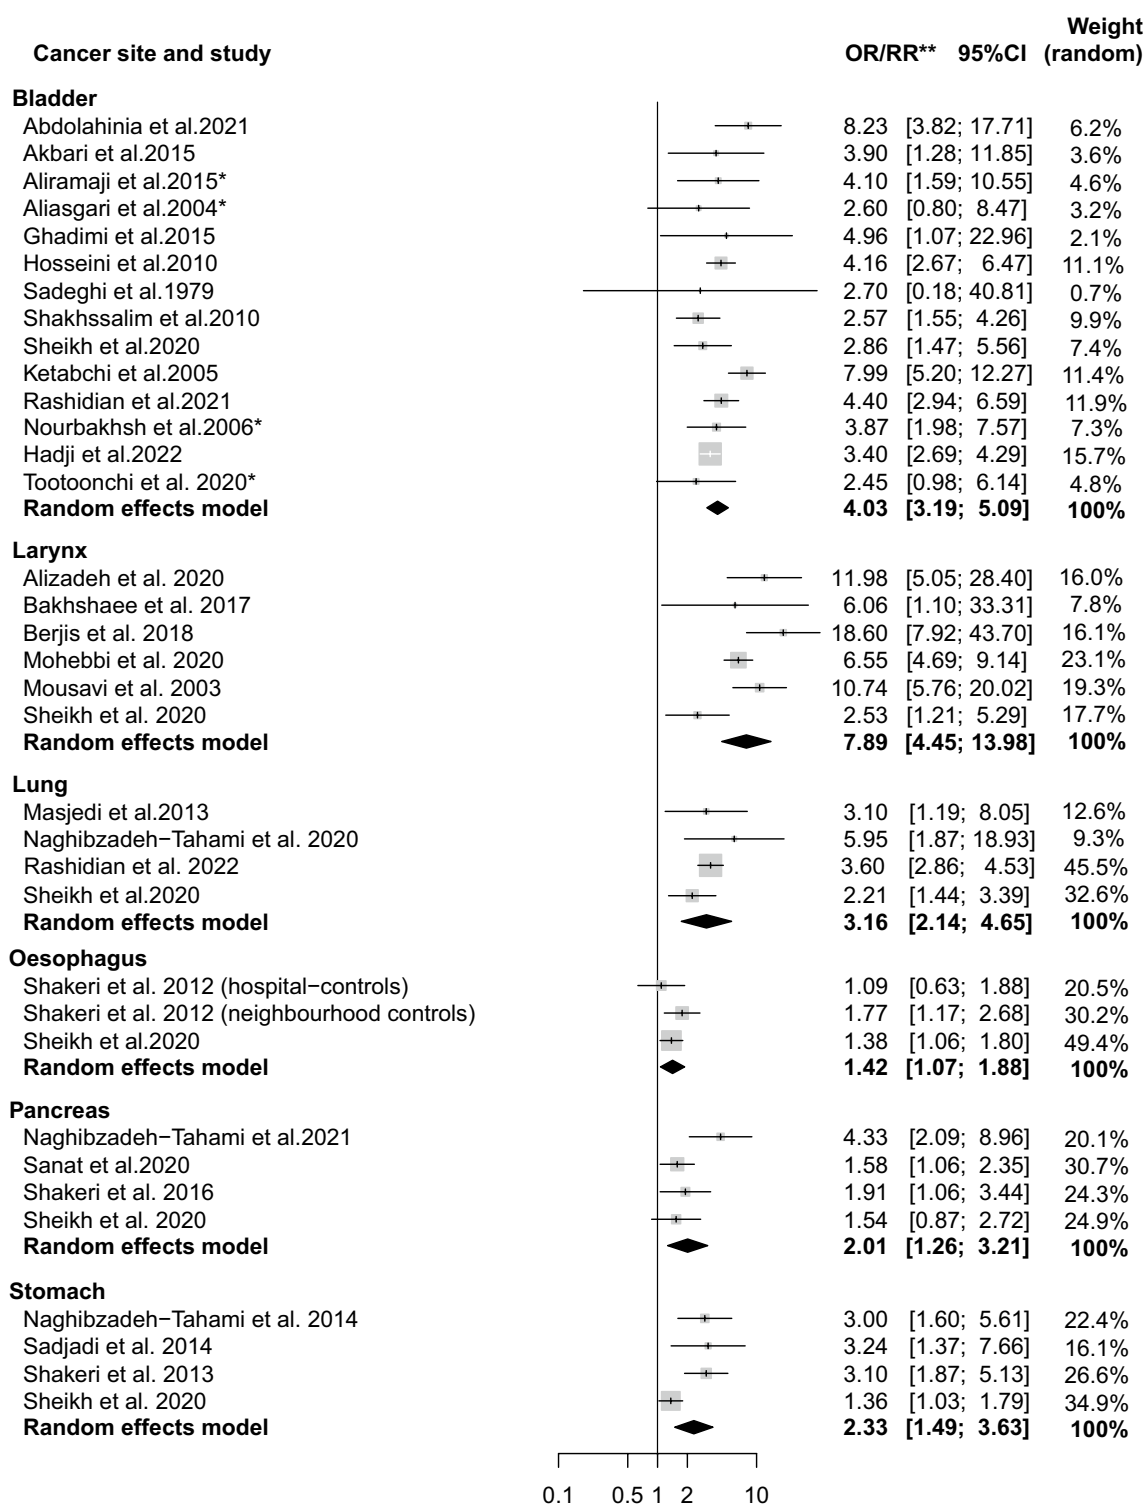 Weight
Cancer site and study OR/RR** 95%CI (random)
Bladder
Abdolahinia et al.2021 8.23 [3.82; 17.71] 6.2%
Akbari et al.2015 3.90 [1.28; 11.85] 3.6%
Aliramaji et al.2015* 4.10 [1.59; 10.55] 4.6%
Aliasgari et al.2004* 2.60 [0.80; 8.47] 3.2%
Ghadimi et al.2015 4.96 [1.07; 22.96] 2.1%
Hosseini et al.2010 4.16 [2.67; 6.47] 11.1%
Sadeghi et al.1979 2.70 [0.18; 40.81] 0.7%
Shakhssalim et al.2010 2.57 [1.55; 4.26] 9.9%
Sheikh et al.2020 2.86 [1.47; 5.56] 7.4%
Ketabchi et al.2005 7.99 [5.20; 12.27] 11.4%
Rashidian et al.2021 4.40 [2.94; 6.59] 11.9%
Nourbakhsh et al.2006* 3.87 [1.98; 7.57] 7.3%
Hadji et al.2022 3.40 [2.69; 4.29] 15.7%
Tootoonchi et al. 2020* 2.45 [0.98; 6.14] 4.8%
Random effects model 4.03 [3.19; 5.09] 100%
Larynx
Alizadeh et al. 2020 11.98 [5.05; 28.40] 16.0%
Bakhshaee et al. 2017 6.06 [1.10; 33.31] 7.8%
Berjis et al. 2018 18.60 [7.92; 43.70] 16.1%
Mohebbi et al. 2020 6.55 [4.69; 9.14] 23.1%
Mousavi et al. 2003 10.74 [5.76; 20.02] 19.3%
Sheikh et al. 2020 2.53 [1.21; 5.29] 17.7%
Random effects model 7.89 [4.45; 13.98] 100%
Lung
Masjedi et al.2013 3.10 [1.19; 8.05] 12.6%
Naghibzadeh−Tahami et al. 2020 5.95 [1.87; 18.93] 9.3%
Rashidian et al. 2022 3.60 [2.86; 4.53] 45.5%
Sheikh et al.2020 2.21 [1.44; 3.39] 32.6%
Random effects model 3.16 [2.14; 4.65] 100%
Oesophagus
Shakeri et al. 2012 (hospital−controls) 1.09 [0.63; 1.88] 20.5%
Shakeri et al. 2012 (neighbourhood controls) 1.77 [1.17; 2.68] 30.2%
Sheikh et al.2020 1.38 [1.06; 1.80] 49.4%
Random effects model 1.42 [1.07; 1.88] 100%
Pancreas
Naghibzadeh−Tahami et al.2021 4.33 [2.09; 8.96] 20.1%
Sanat et al.2020 1.58 [1.06; 2.35] 30.7%
Shakeri et al. 2016 1.91 [1.06; 3.44] 24.3%
Sheikh et al. 2020 1.54 [0.87; 2.72] 24.9%
Random effects model 2.01 [1.26; 3.21] 100%
Stomach
Naghibzadeh−Tahami et al. 2014 3.00 [1.60; 5.61] 22.4%
Sadjadi et al. 2014 3.24 [1.37; 7.66] 16.1%
Shakeri et al. 2013 3.10 [1.87; 5.13] 26.6%
Sheikh et al. 2020 1.36 [1.03; 1.79] 34.9%
Random effects model 2.33 [1.49; 3.63] 100%
0.1 0.5 1 2 10